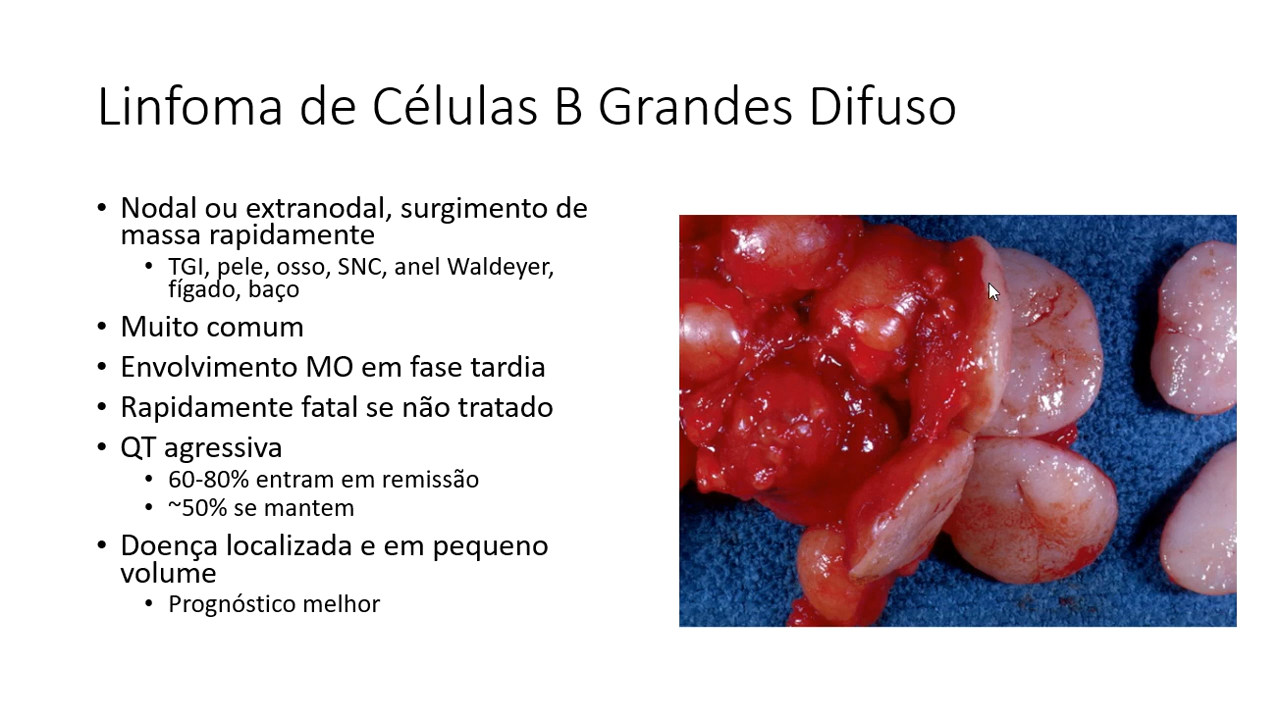 Linfoma de Células B Grandes Difuso
• Nodal ou extranodal, surgimento de
massa rapidamente
• TGI, pele, osso, SNC, anel Waldeyer,
fígado, baço
• Muito comum
• Envolvimento MO em fase tardia
• Rapidamente fatal se não tratado
• QT agressiva
• 60-80% entram em remissão
• ~50% se mantem
• Doença localizada e em pequeno
volume
• Prognóstico melhor